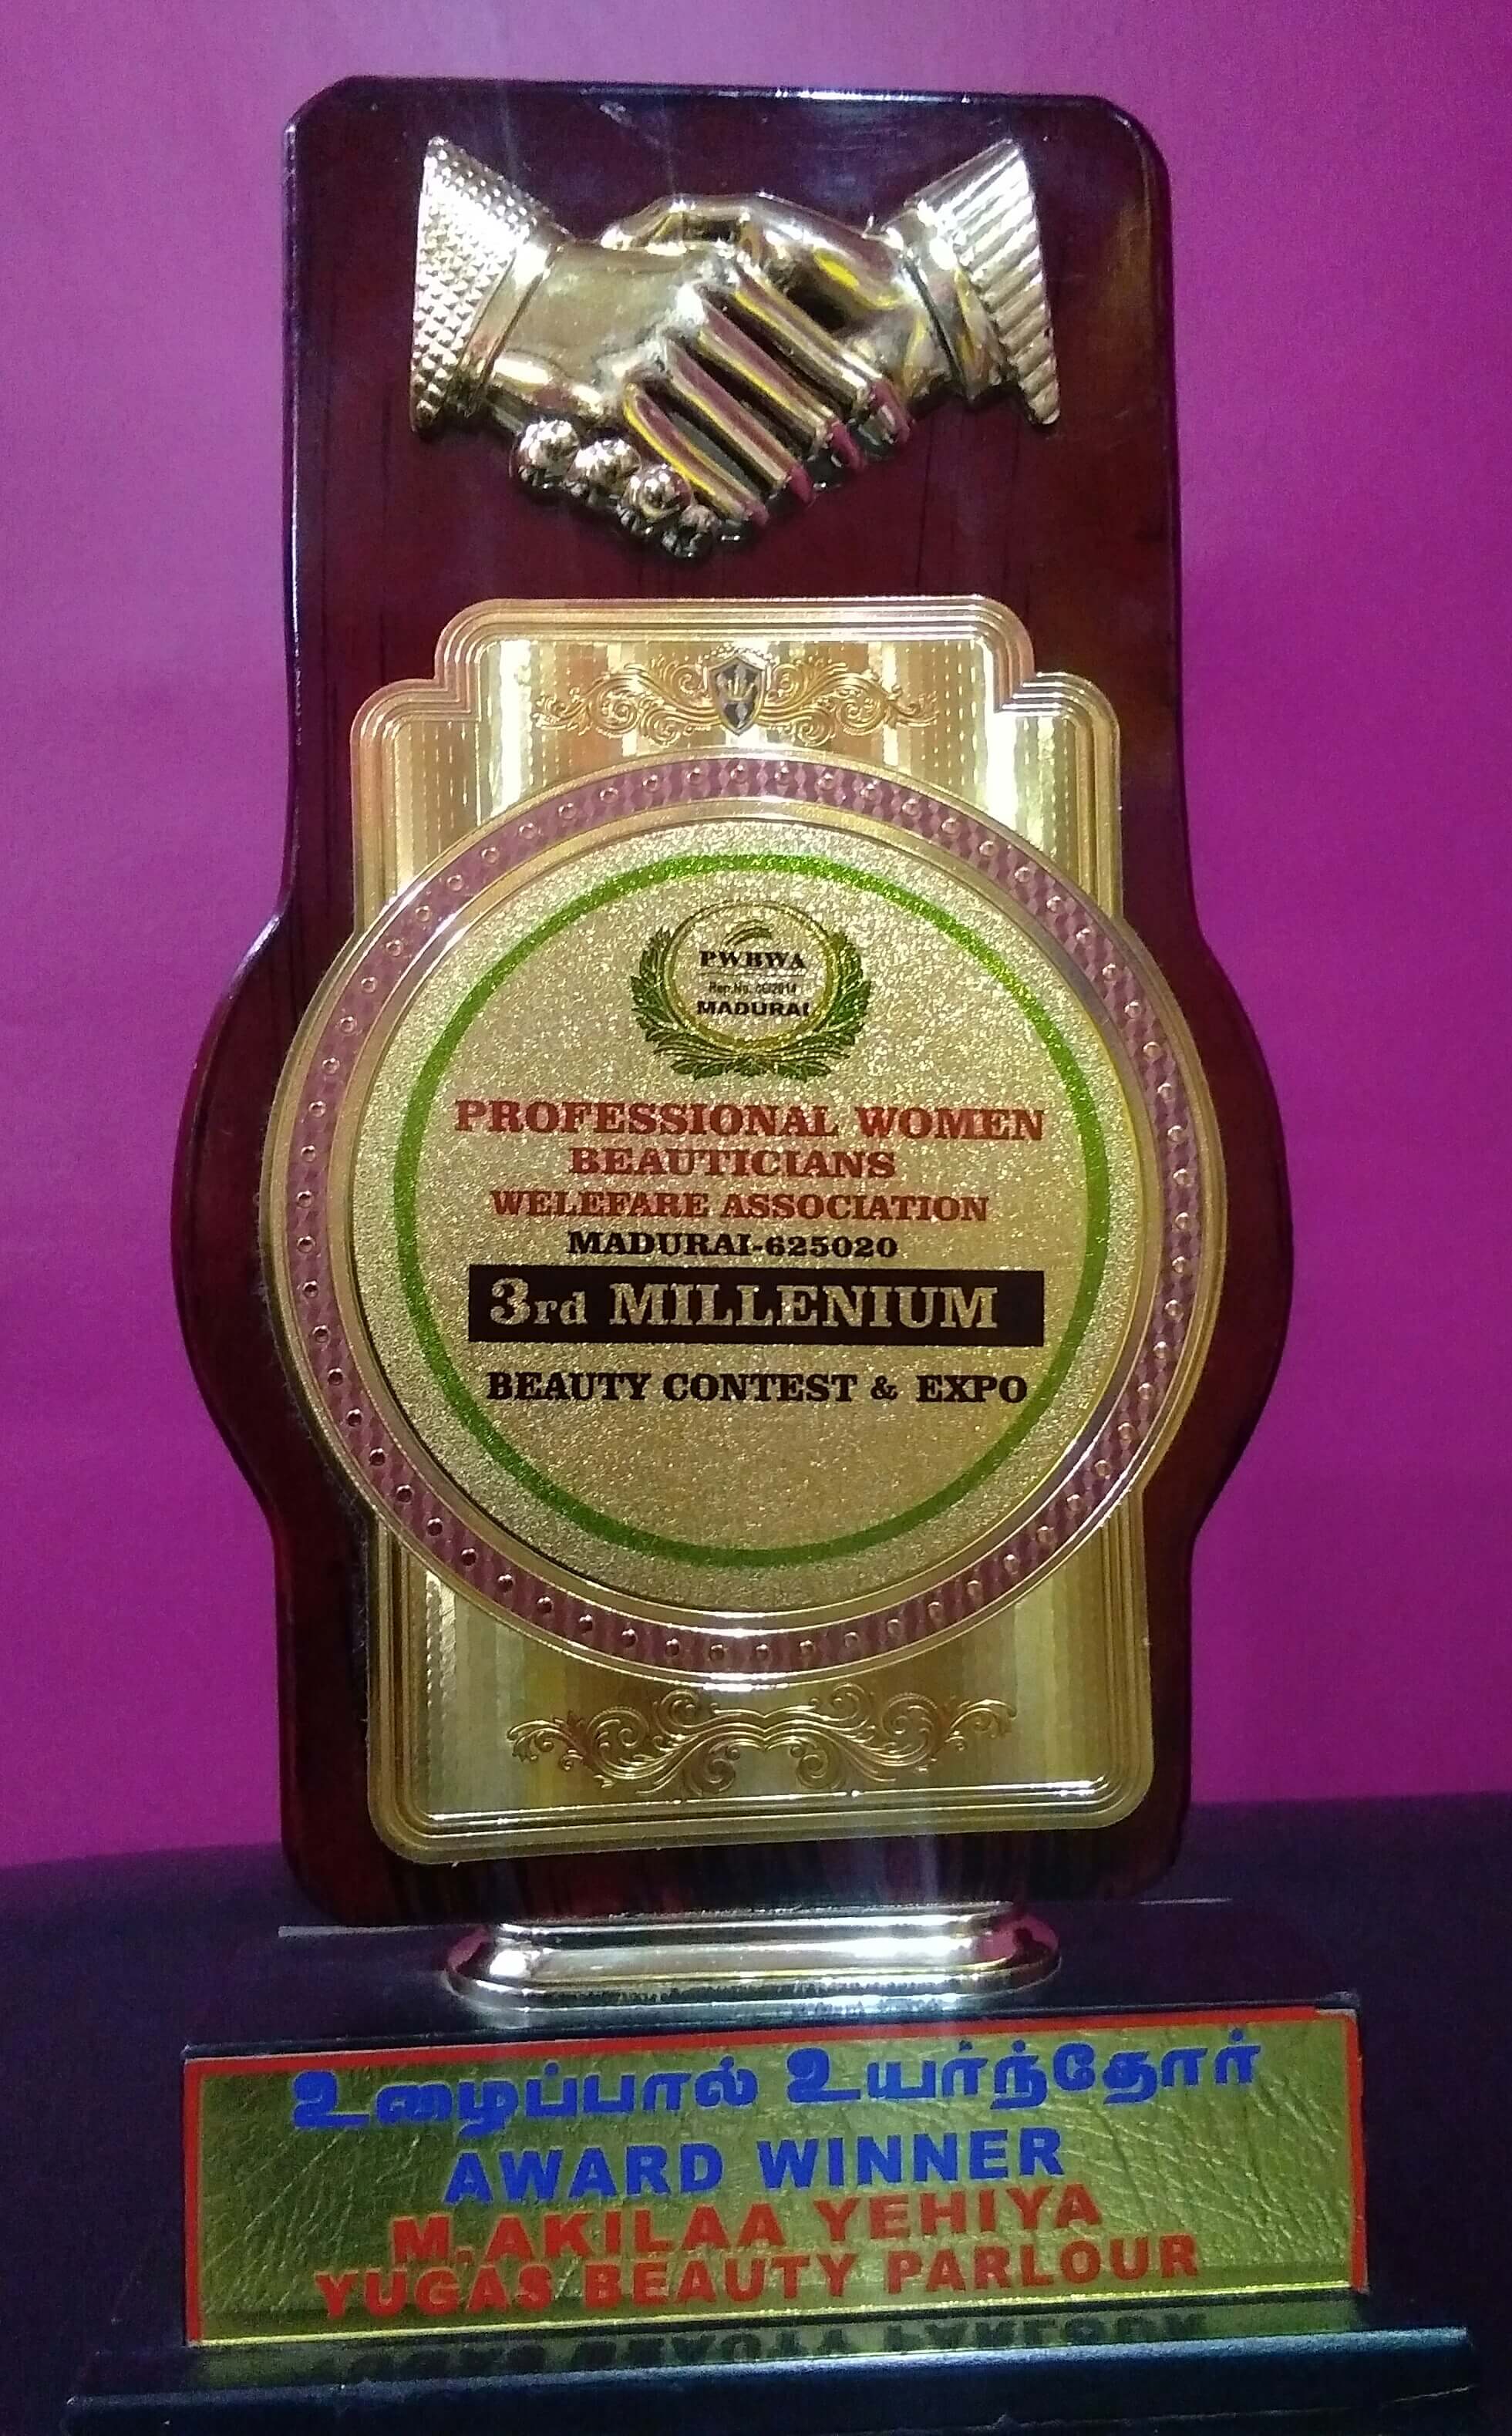 PWBWA
MADURAI
PROFESSIONAL WOMEN
BEAUTICIANS
WELEFARE ASSOCIATION
MADURAI-625020
3rd MILLENIUM
BEAUTY CONTEST & EXPO
உழைப்பால் உயர்ந்தோர்
AWARD WINNER
M.AKILAA YEHIYA
YUGAS BEAUTY PARLOUR